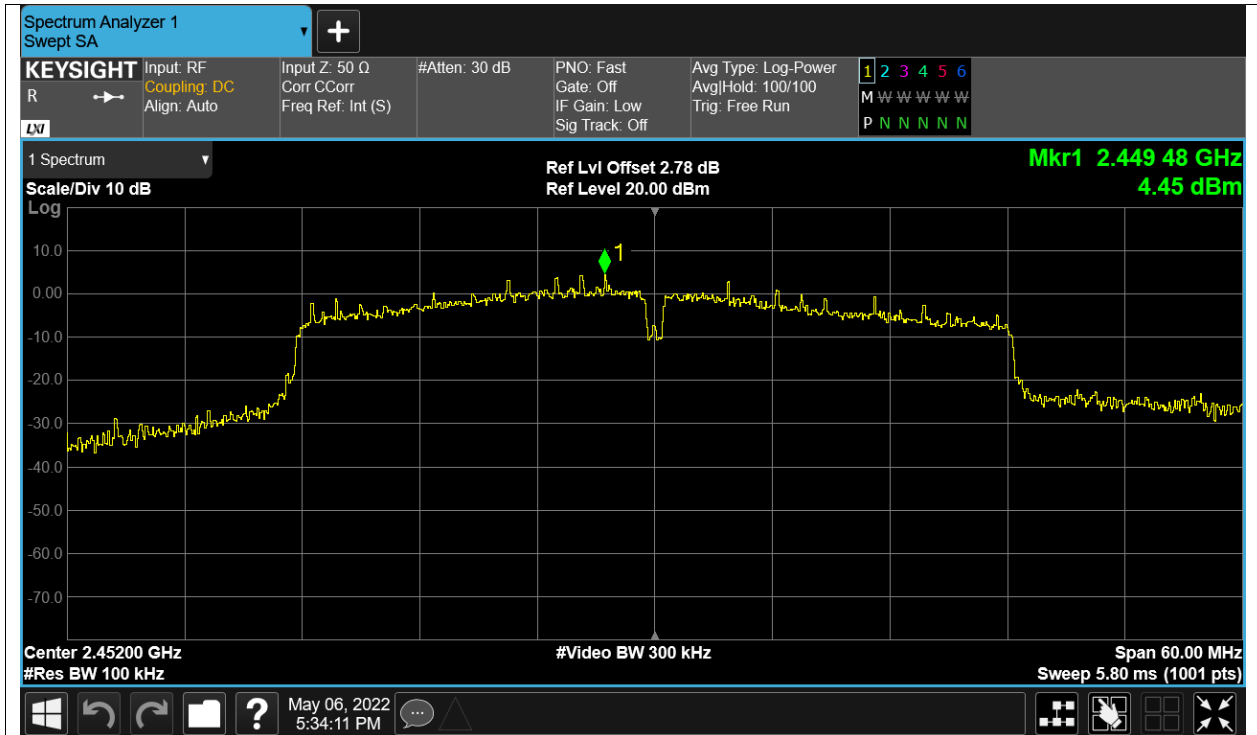 Spectrum Analyzer 1
Swept SA
▼
+
KEYSIGHT
R
LXI
Input: RF
Coupling: DC
Align: Auto
Input Z: 50 Ω
Corr CCorr
Freq Ref: Int (S)
#Atten: 30 dB
PNO: Fast
Gate: Off
IF Gain: Low
Sig Track: Off
Avg Type: Log-Power
Avg|Hold: 100/100
Trig: Free Run
1 2 3 4 5 6
M W W W W W
P N N N N N
1 Spectrum ▼
Scale/Div 10 dB
Log
Ref Lvl Offset 2.78 dB
Ref Level 20.00 dBm
Mkr1 2.449 48 GHz
4.45 dBm
1
10.0
0.00
-10.0
-20.0
-30.0
-40.0
-50.0
-60.0
-70.0
Center 2.45200 GHz
#Res BW 100 kHz
#Video BW 300 kHz
Span 60.00 MHz
Sweep 5.80 ms (1001 pts)
?
May 06, 2022
5:34:11 PM